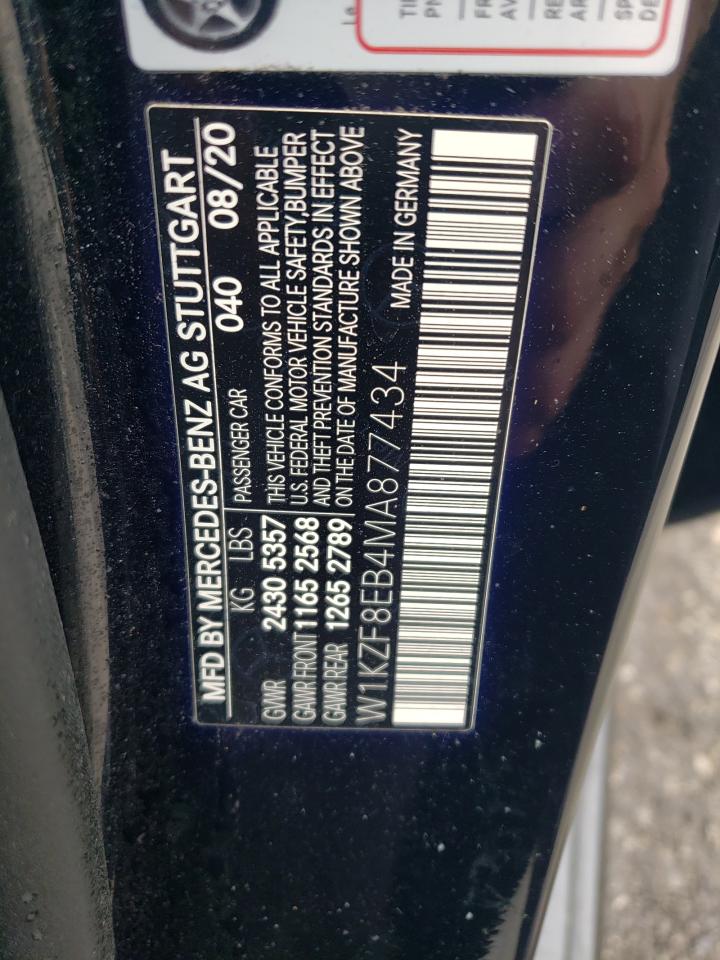 MFD BY MERCEDES-BENZ AG STUTTGART
040 08/20
KG LBS PASSENGER CAR
GVWR 2430 5357
GAWR FRONT 1165 2568
GAWR REAR 1265 2789
THIS VEHICLE CONFORMS TO ALL APPLICABLE
U.S. FEDERAL MOTOR VEHICLE SAFETY, BUMPER
AND THEFT PREVENTION STANDARDS IN EFFECT
ON THE DATE OF MANUFACTURE SHOWN ABOVE
W1KZF8EB4MA877434 MADE IN GERMANY